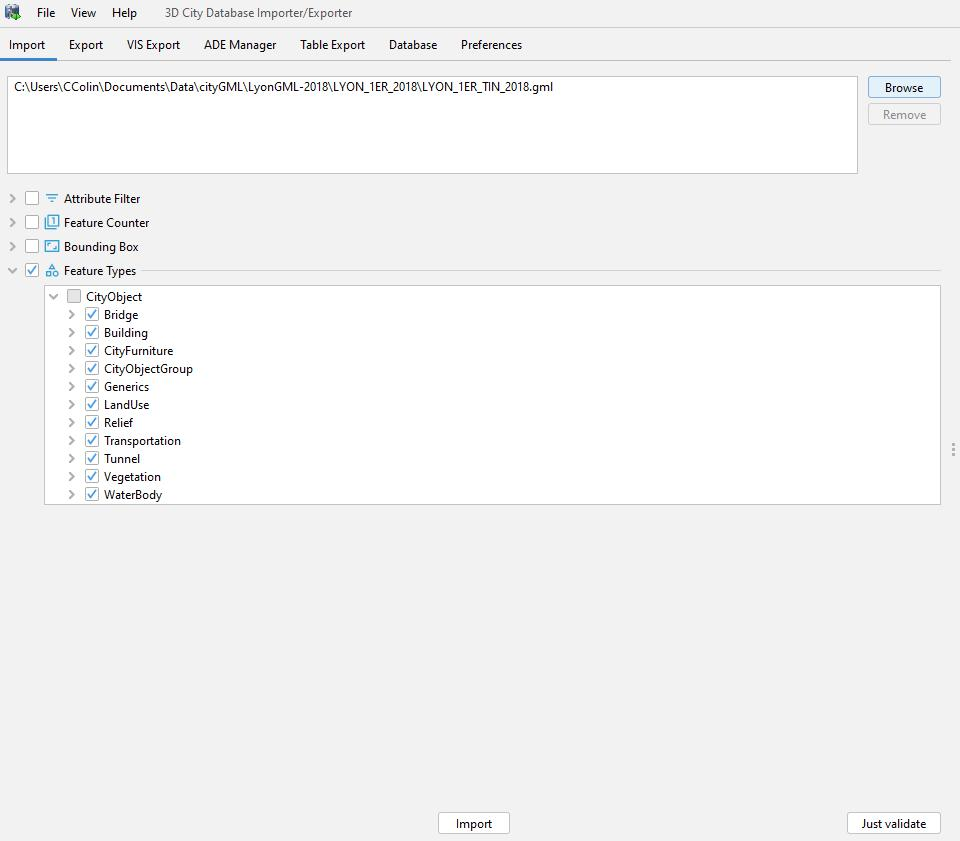 File View Help 3D City Database Importer/Exporter
Import Export VIS Export ADE Manager Table Export Database Preferences
C:\Users\CColin\Documents\Data\cityGML\LyonGML-2018\LYON_1ER_2018\LYON_1ER_TIN_2018.gml
Browse
Remove
Attribute Filter
1 Feature Counter
Bounding Box
Feature Types
CityObject
Bridge
Building
CityFurniture
CityObjectGroup
Generics
LandUse
Relief
Transportation
Tunnel
Vegetation
WaterBody
Import Just validate